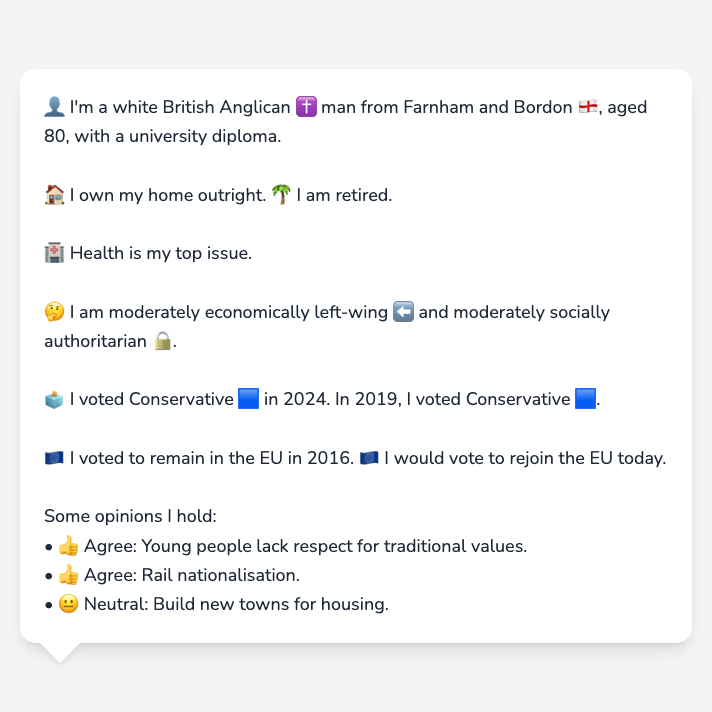 👤 I'm a white British Anglican ✝️ man from Farnham and Bordon 🏴󠁧󠁢󠁥󠁮󠁧󠁿, aged
80, with a university diploma.
🏠 I own my home outright. 🌴 I am retired.
🏥 Health is my top issue.
🤔 I am moderately economically left-wing ⬅️ and moderately socially
authoritarian 🔒.
🗳️ I voted Conservative 🟦 in 2024. In 2019, I voted Conservative 🟦.
🇪🇺 I voted to remain in the EU in 2016. 🇪🇺 I would vote to rejoin the EU today.
Some opinions I hold:
• 👍 Agree: Young people lack respect for traditional values.
• 👍 Agree: Rail nationalisation.
• 😐 Neutral: Build new towns for housing.